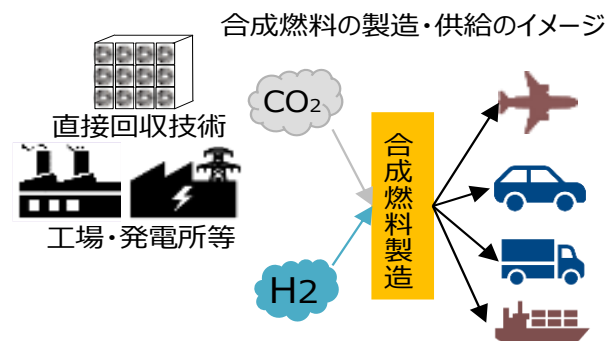 合成燃料の製造・供給のイメージ
直接回収技術
工場・発電所等
CO₂
H2
合成燃料製造